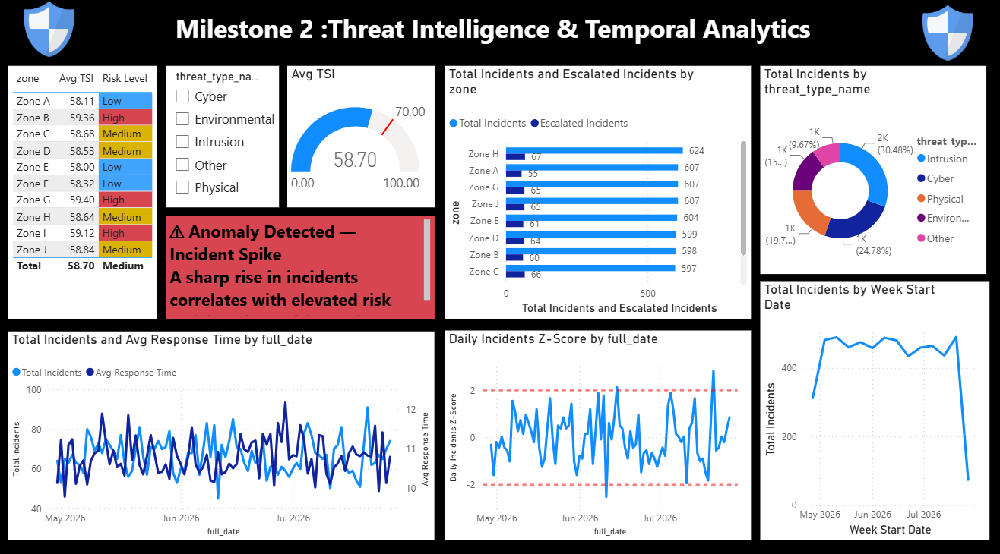 Milestone 2 :Threat Intelligence & Temporal Analytics
zone Avg TSI Risk Level
Zone A 58.11 Low
Zone B 59.36 High
Zone C 58.68 Medium
Zone D 58.53 Medium
Zone E 58.00 Low
Zone F 58.32 Low
Zone G 59.40 High
Zone H 58.64 Medium
Zone I 59.12 High
Zone J 58.84 Medium
Total 58.70 Medium
threat_type_na...
Cyber
Environmental
Intrusion
Other
Physical
Avg TSI
70.00
58.70
0.00 100.00
⚠ Anomaly Detected —
Incident Spike
A sharp rise in incidents
correlates with elevated risk
Total Incidents and Escalated Incidents by
zone
Total Incidents Escalated Incidents
zone
Zone H 624
67
Zone A 607
55
Zone G 607
65
Zone J 607
65
Zone E 604
61
Zone D 599
64
Zone B 598
60
Zone C 597
66
0 500
Total Incidents and Escalated Incidents
Total Incidents by
threat_type_name
1K
(9.67%)
2K
(30.48%)
1K
(15...)
1K
(19.7...)
1K
(24.78%)
threat_typ...
Intrusion
Cyber
Physical
Environ...
Other
Total Incidents and Avg Response Time by full_date
Total Incidents Avg Response Time
Total Incidents
100
80
60
40
12
11
10
Avg Response Time
May 2026 Jun 2026 Jul 2026
full_date
Daily Incidents Z-Score by full_date
Daily Incidents Z-Score
2
0
-2
May 2026 Jun 2026 Jul 2026
full_date
Total Incidents by Week Start
Date
Total Incidents
400
200
0
May 2026 Jun 2026 Jul 2026
Week Start Date